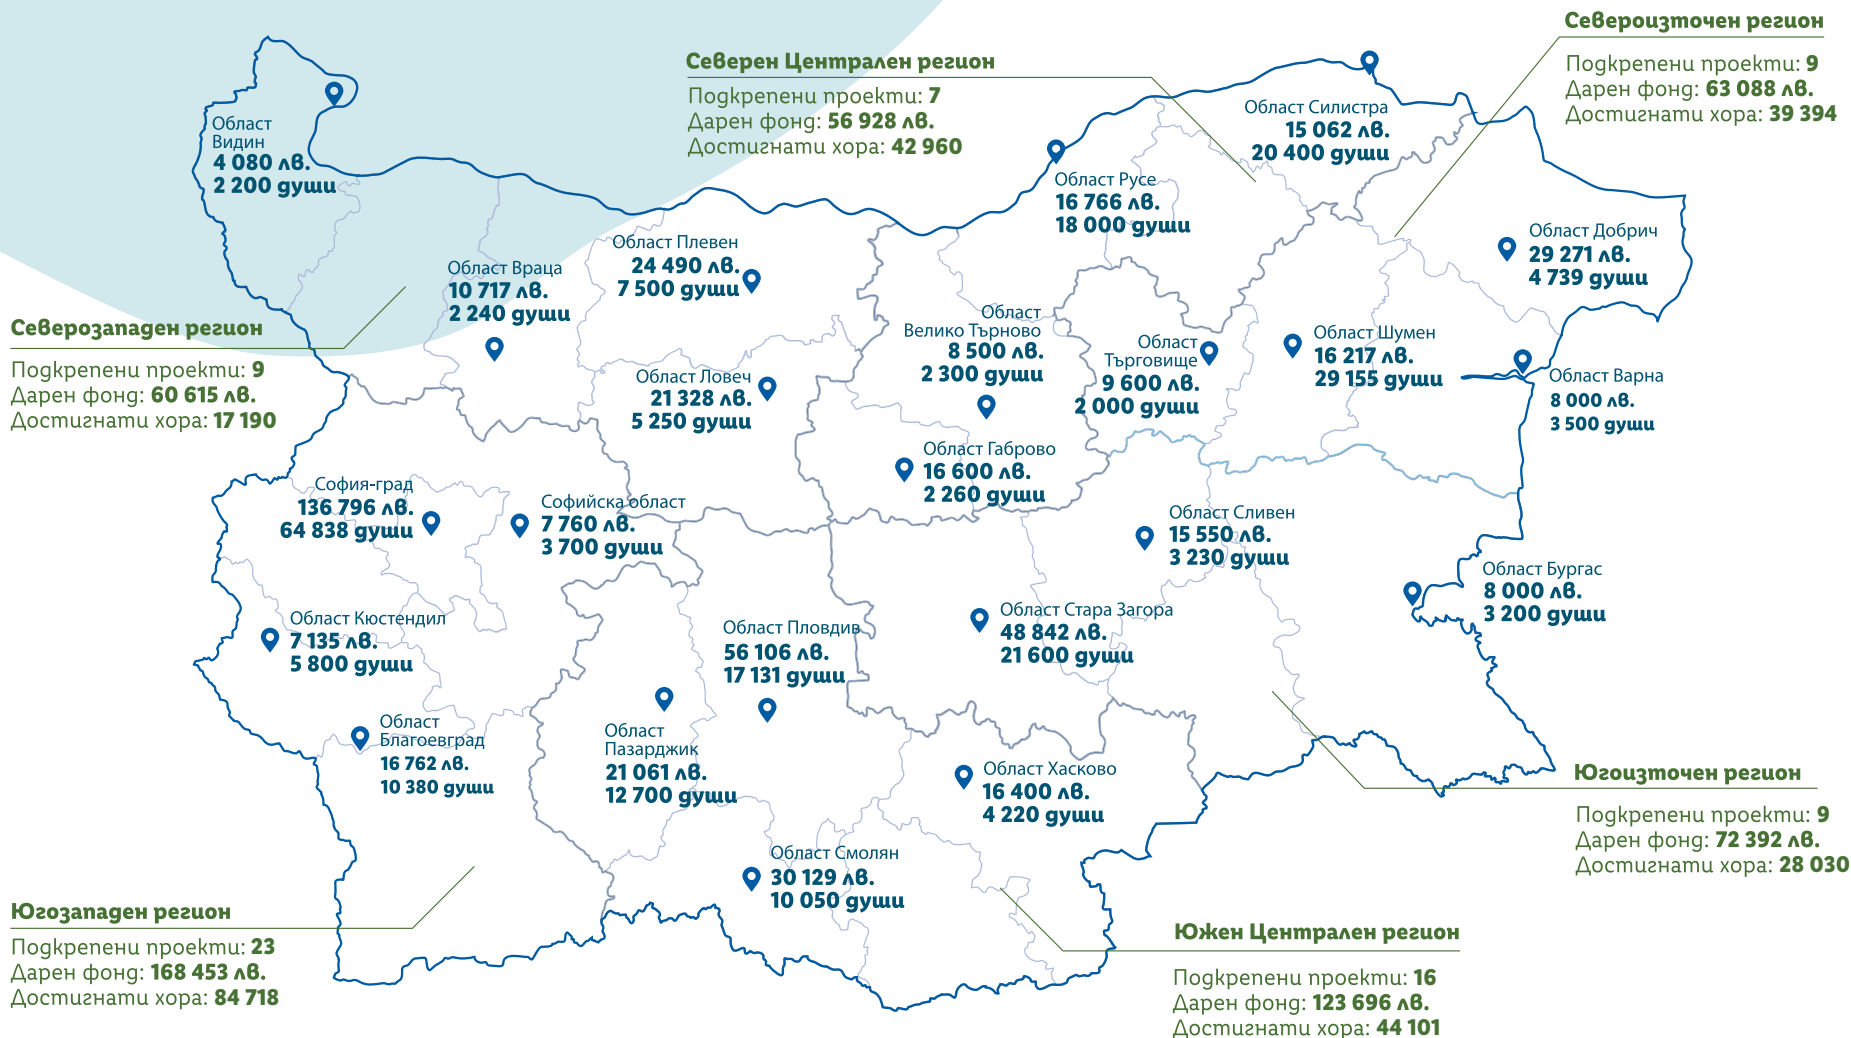 Североизточен регион
Подкрепени проекти: 9
Дарен фонд: 63 088 лв.
Достигнати хора: 39 394
Северен Централен регион
Подкрепени проекти: 7
Дарен фонд: 56 928 лв.
Достигнати хора: 42 960
Област Силистра
15 062 лв.
20 400 души
Област
Видин
4 080 лв.
2 200 души
Област Русе
16 766 лв.
18 000 души
Област Добрич
29 271 лв.
4 739 души
Област Плевен
24 490 лв.
7 500 души
Област Враца
10 717 лв.
2 240 души
Област
Велико Търново
8 500 лв.
2 300 души
Област
Търговище
9 600 лв.
2 000 души
Област Шумен
16 217 лв.
29 155 души
Област Варна
8 000 лв.
3 500 души
Северозападен регион
Подкрепени проекти: 9
Дарен фонд: 60 615 лв.
Достигнати хора: 17 190
Област Ловеч
21 328 лв.
5 250 души
Област Габрово
16 600 лв.
2 260 души
София-град
136 796 лв.
64 838 души
Софийска област
7 760 лв.
3 700 души
Област Сливен
15 550 лв.
3 230 души
Област Бургас
8 000 лв.
3 200 души
Област Кюстендил
7 135 лв.
5 800 души
Област Пловдив
56 106 лв.
17 131 души
Област Стара Загора
48 842 лв.
21 600 души
Област
Благоевград
16 762 лв.
10 380 души
Област
Пазарджик
21 061 лв.
12 700 души
Област Хасково
16 400 лв.
4 220 души
Югоизточен регион
Подкрепени проекти: 9
Дарен фонд: 72 392 лв.
Достигнати хора: 28 030
Област Смолян
30 129 лв.
10 050 души
Югозападен регион
Подкрепени проекти: 23
Дарен фонд: 168 453 лв.
Достигнати хора: 84 718
Южен Централен регион
Подкрепени проекти: 16
Дарен фонд: 123 696 лв.
Достигнати хора: 44 101